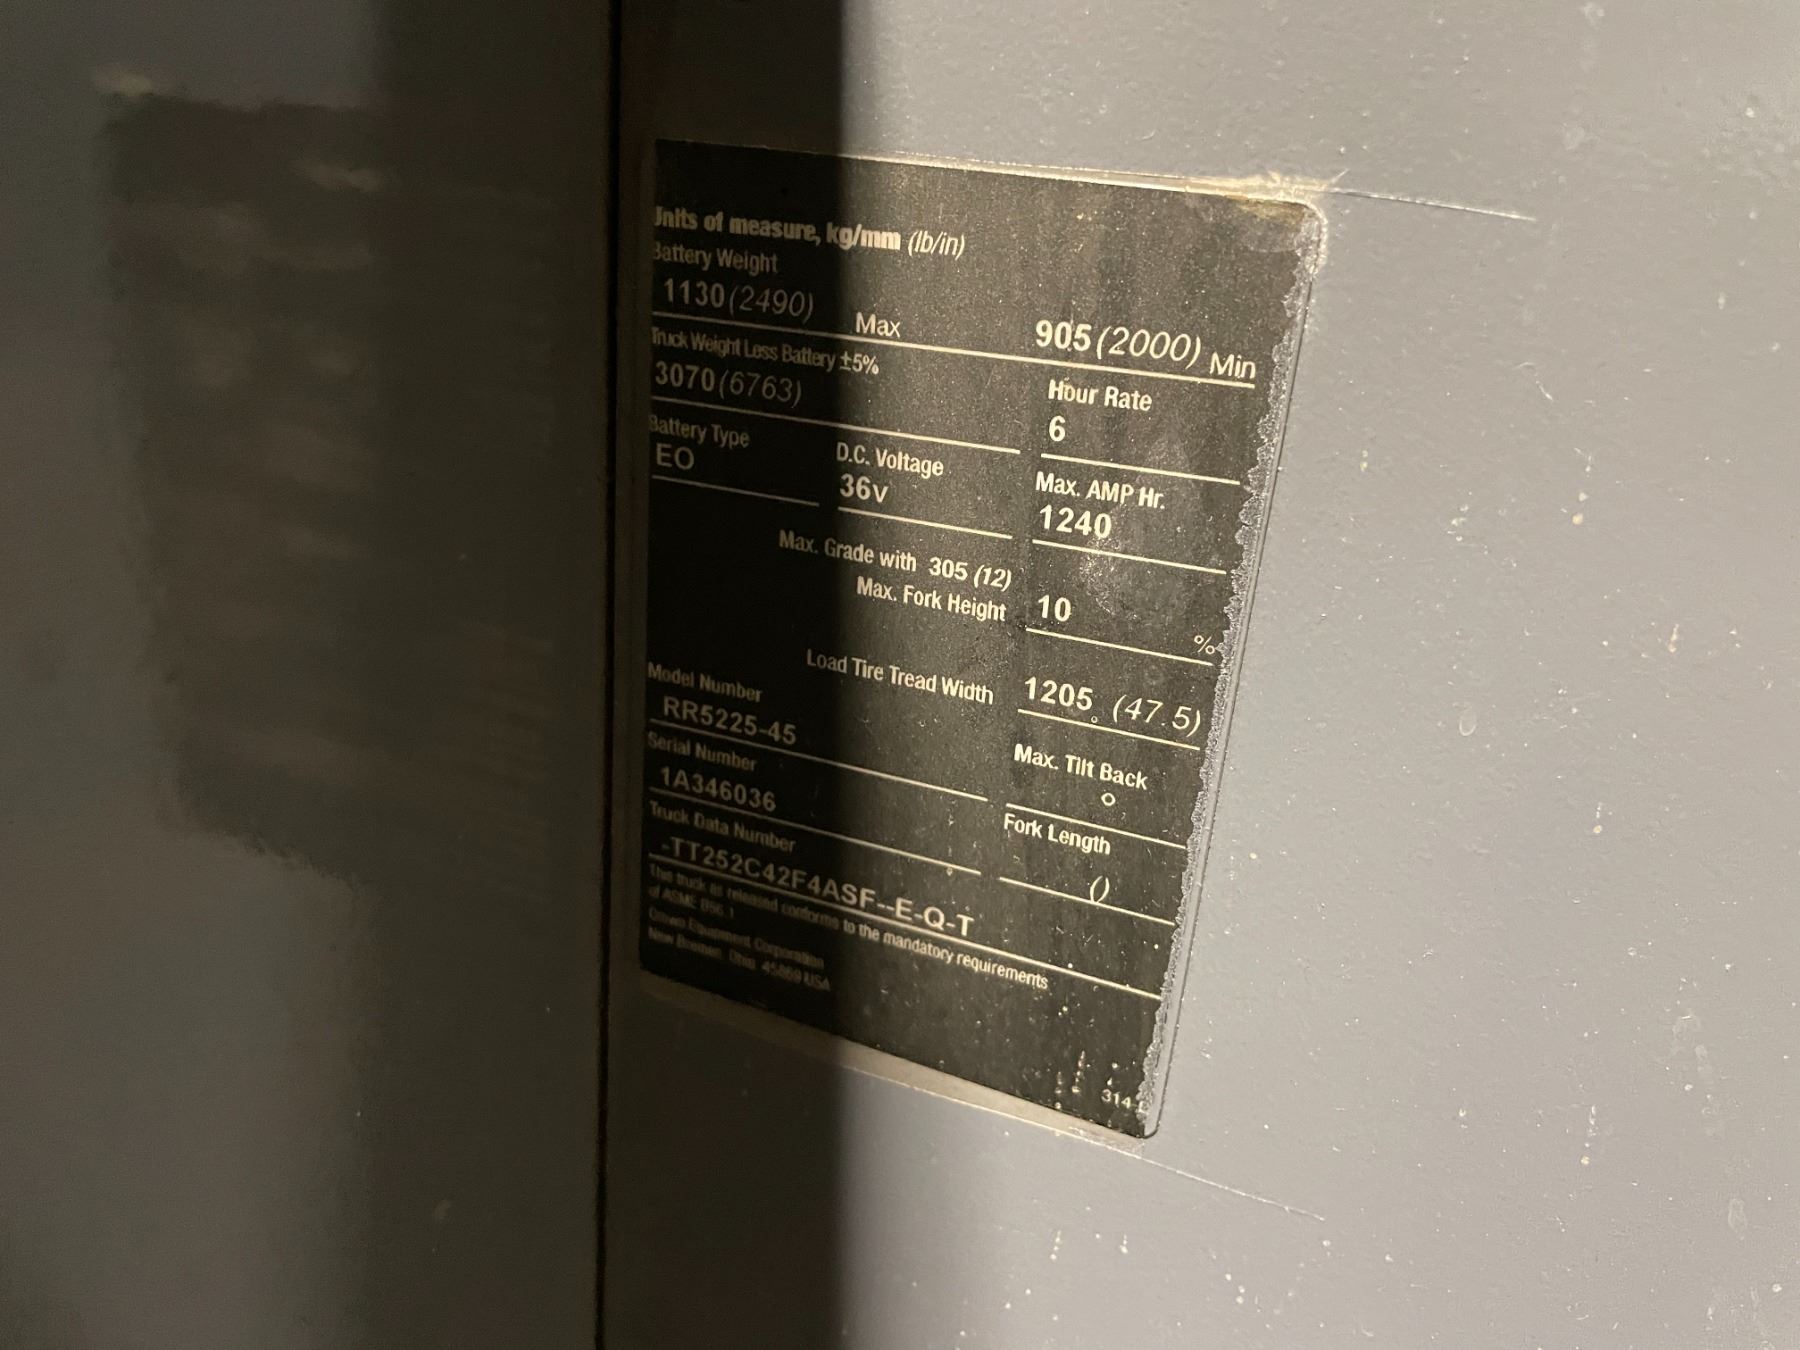 Units of measure, kg/mm (lb/in)
Battery Weight
1130 (2490) Max 905 (2000) Min
Truck Weight Less Battery ±5% Hour Rate
3070 (6763) 6
Battery Type D.C. Voltage Max. AMP Hr.
EO 36v 1240
Max. Grade with 305 (12)
Max. Fork Height 10 %
Load Tire Tread Width 1205 (47.5)
Model Number Max. Tilt Back
RR5225-45 °
Serial Number Fork Length
1A346036 ()
Truck Data Number
-TT252C42F4ASF--E-Q-T
This truck as released conforms to the mandatory requirements
of ASME B56.1
Crown Equipment Corporation
New Bremen, Ohio 45869 USA
314